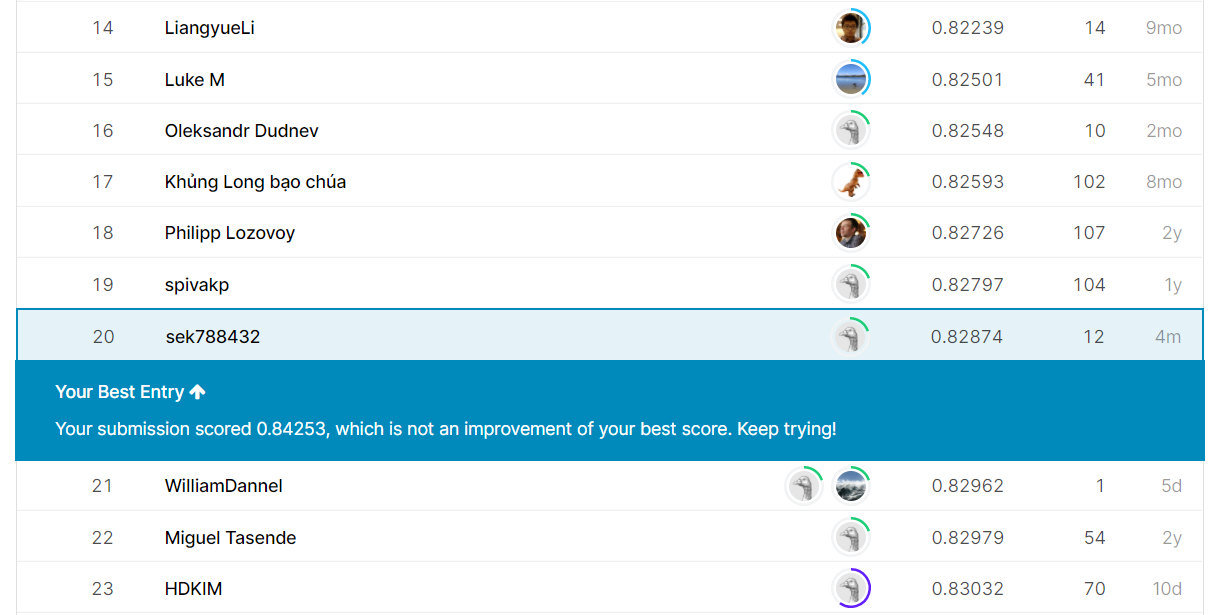 14 LiangyueLi 0.82239 14 9mo
15 Luke M 0.82501 41 5mo
16 Oleksandr Dudnev 0.82548 10 2mo
17 Khủng Long bạo chúa 0.82593 102 8mo
18 Philipp Lozovoy 0.82726 107 2y
19 spivakp 0.82797 104 1y
20 sek788432 0.82874 12 4m
Your Best Entry ↑
Your submission scored 0.84253, which is not an improvement of your best score. Keep trying!
21 WilliamDannel 0.82962 1 5d
22 Miguel Tasende 0.82979 54 2y
23 HDKIM 0.83032 70 10d